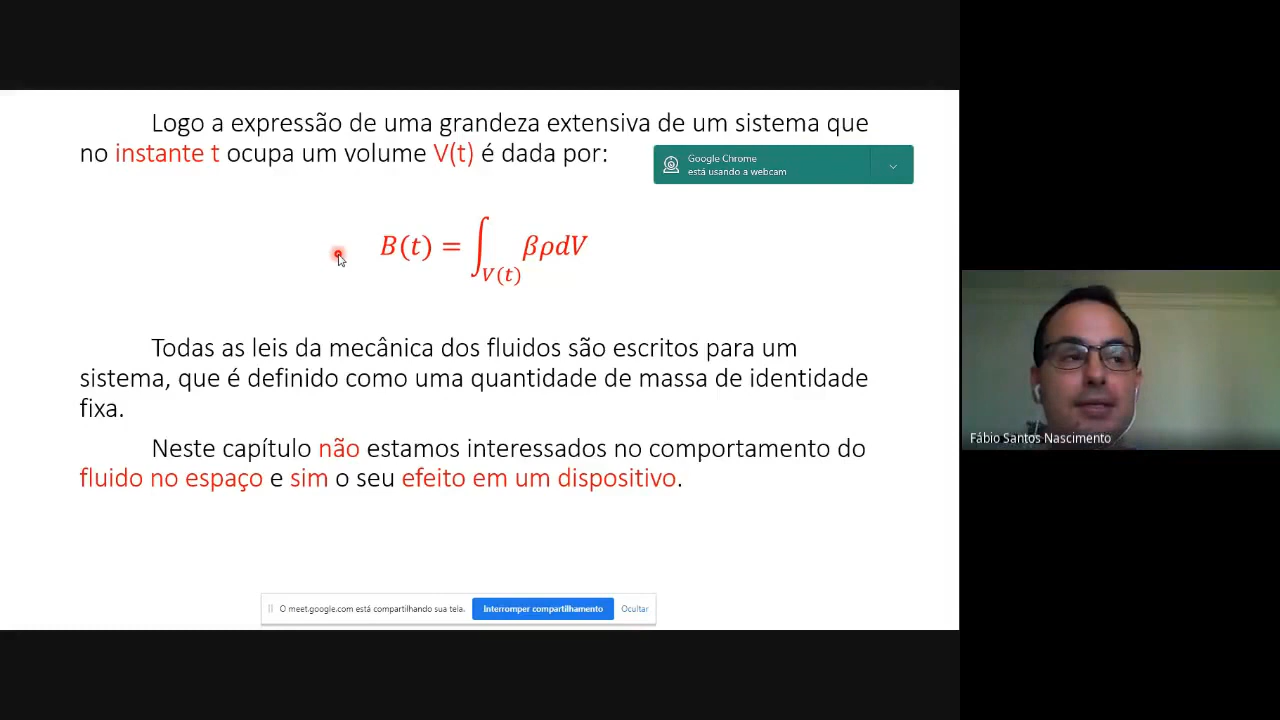 Logo a expressão de uma grandeza extensiva de um sistema que
no instante t ocupa um volume V(t) é dada por:
Google Chrome
está usando a webcam
B(t) = ∫_{V(t)} βρdV
Todas as leis da mecânica dos fluidos são escritos para um
sistema, que é definido como uma quantidade de massa de identidade
fixa.
Neste capítulo não estamos interessados no comportamento do
fluido no espaço e sim o seu efeito em um dispositivo.
Fábio Santos Nascimento
O meet.google.com está compartilhando sua tela.
Interromper compartilhamento
Ocultar